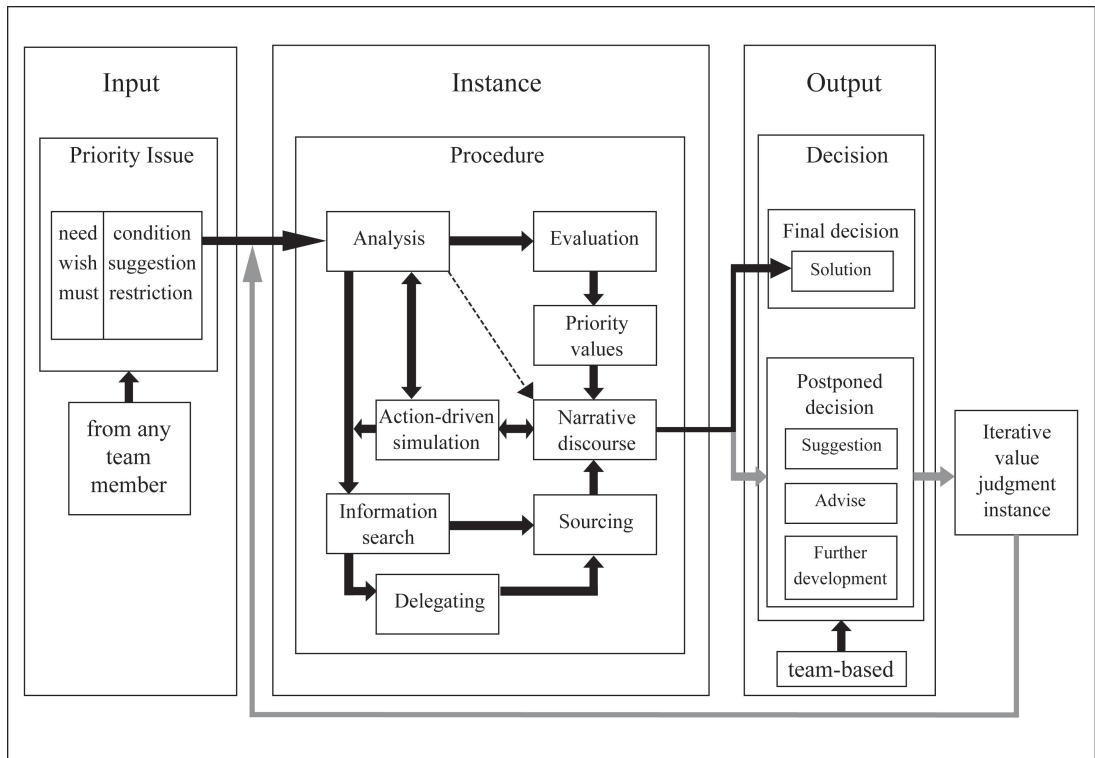 Input
Priority Issue
need
wish
must
condition
suggestion
restriction
from any
team
member
Instance
Procedure
Analysis
Evaluation
Priority
values
Action-driven
simulation
Narrative
discourse
Information
search
Sourcing
Delegating
Output
Decision
Final decision
Solution
Postponed
decision
Suggestion
Advise
Further
development
team-based
Iterative
value
judgment
instance